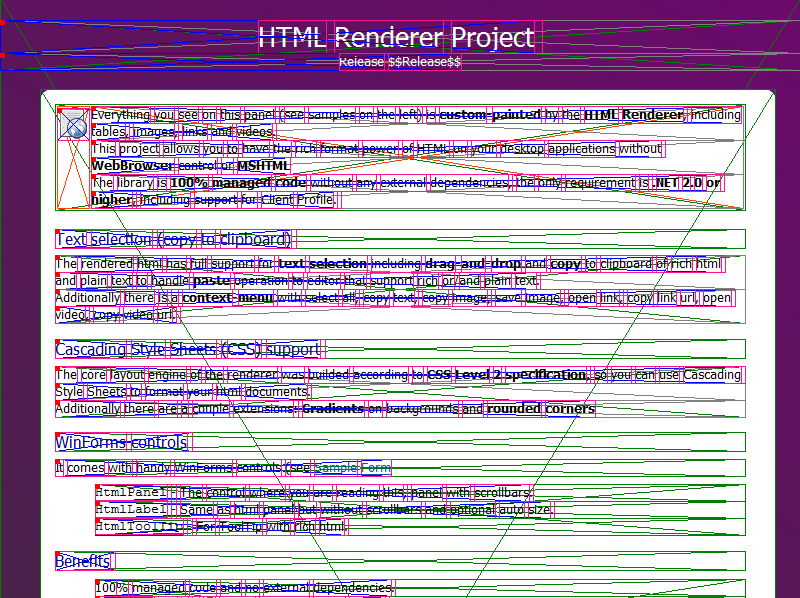 HTML Renderer Project
Release $$Release$$
Everything you see on this panel (see samples on the left) is custom-painted by the HTML Renderer, including
tables, images, links and videos.
This project allows you to have the rich format power of HTML on your desktop applications without
WebBrowser control or MSHTML.
The library is 100% managed code without any external dependencies, the only requirement is .NET 2.0 or
higher, including support for Client Profile.
Text selection (copy to clipboard)
The rendered html has full support for text selection including drag-and-drop and copy to clipboard of rich html
and plain text to handle paste operation to editor that support rich or/and plain text.
Additionally there is a context-menu with select all, copy text, copy image, save image, open link, copy link url, open
video, copy video url.
Cascading Style Sheets (CSS) support
The core layout engine of the renderer was builded according to CSS Level 2 specification, so you can use Cascading
Style Sheets to format your html documents.
Additionally there are a couple extensions: Gradients on backgrounds and rounded corners
WinForms controls
It comes with handy WinForms controls (see Sample Form
HtmlPanel - The control where you are reading this, panel with scrollbars.
HtmlLabel - Same as html panel but without scrollbars and optional auto size.
HtmlToolTip - For ToolTip with rich html.
Benefits
100% managed code and no external dependencies.